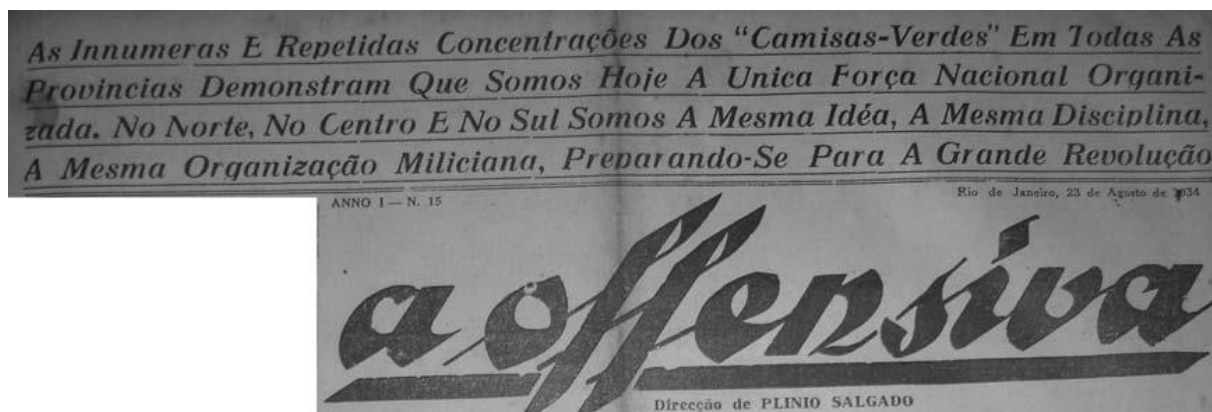 As Innumeras E Repetidas Concentrações Dos "Camisas-Verdes" Em Todas As
Provincias Demonstram Que Somos Hoje A Unica Força Nacional Organi-
zada. No Norte, No Centro E No Sul Somos A Mesma Idéa, A Mesma Disciplina,
A Mesma Organização Miliciana, Preparando-Se Para A Grande Revolução
ANNO I — N. 15
Rio de Janeiro, 23 de Agosto de 1934
a offensiva
Direcção de PLINIO SALGADO